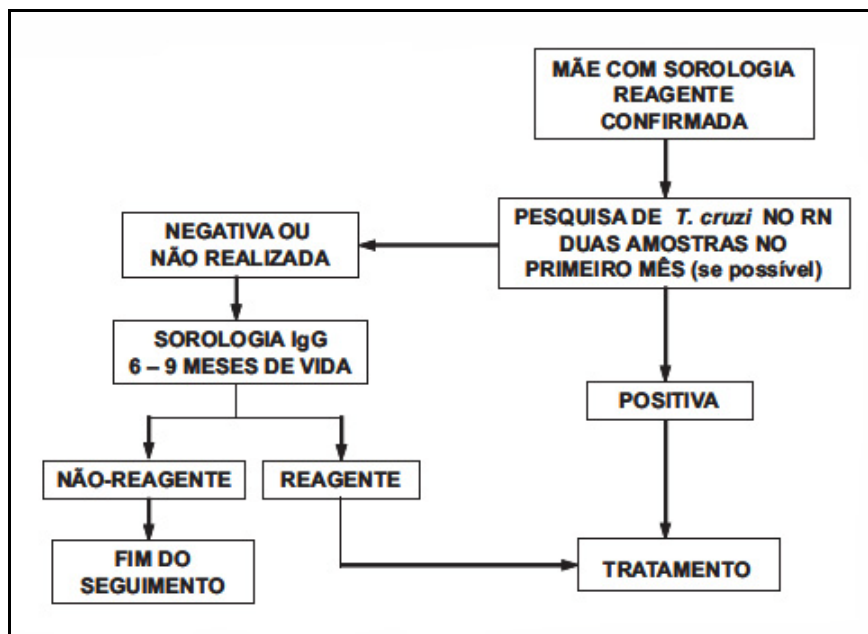 MÃE COM SOROLOGIA
REAGENTE
CONFIRMADA
PESQUISA DE T. cruzi NO RN
DUAS AMOSTRAS NO
PRIMEIRO MÊS (se possível)
NEGATIVA OU
NÃO REALIZADA
SOROLOGIA IgG
6 – 9 MESES DE VIDA
POSITIVA
NÃO-REAGENTE
REAGENTE
FIM DO
SEGUIMENTO
TRATAMENTO